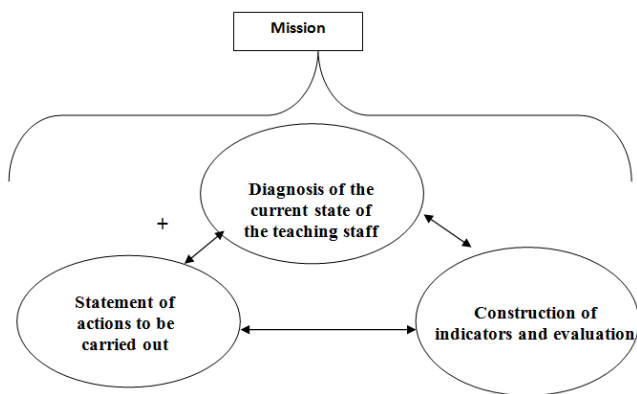 Mission
Diagnosis of the
current state of
the teaching staff
+
Statement of
actions to be
carried out
Construction of
indicators and evaluation